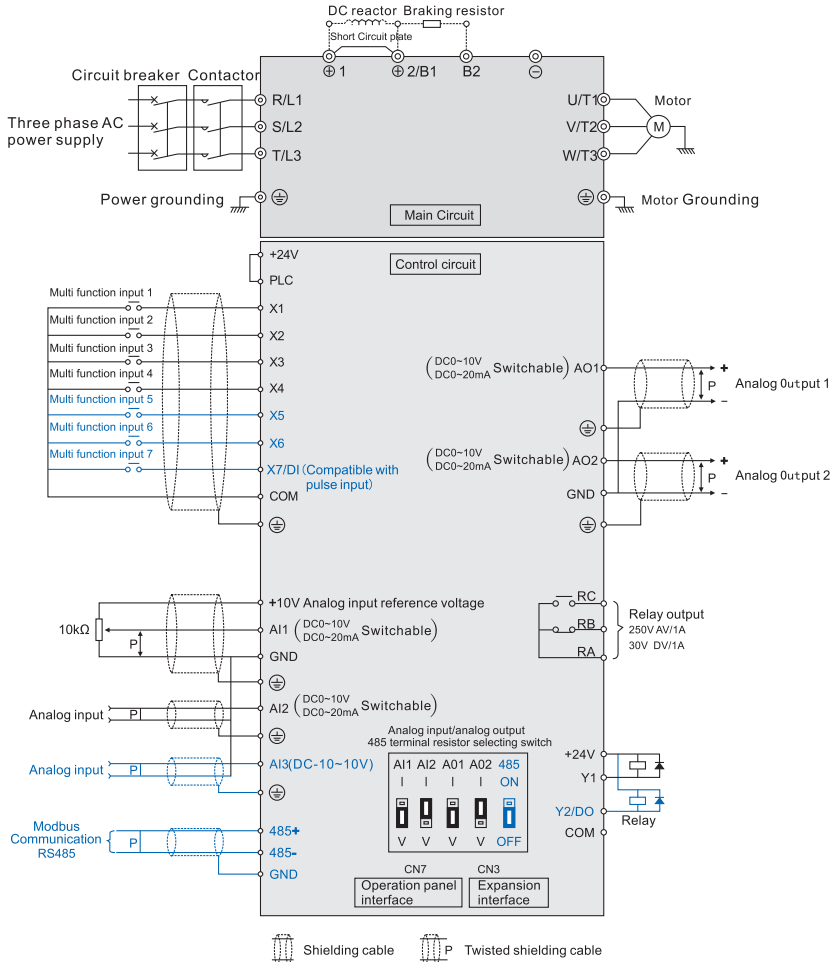 DC reactor Braking resistor
Short Circuit plate
⊕ 1
⊕ 2/B1
B2
⊖
Circuit breaker Contactor
R/L1
U/T1
Motor
Three phase AC
power supply
S/L2
V/T2
M
T/L3
W/T3
Power grounding
Motor Grounding
Main Circuit
+24V
Control circuit
PLC
Multi function input 1
X1
Multi function input 2
X2
Multi function input 3
X3
Multi function input 4
X4
Multi function input 5
X5
Multi function input 6
X6
Multi function input 7
X7/DI (Compatible with
pulse input)
COM
(DC0~10V
DC0~20mA Switchable) AO1
+
P
Analog Output 1
−
(DC0~10V
DC0~20mA Switchable) AO2
+
P
Analog Output 2
GND
−
+10V Analog input reference voltage
10kΩ
AI1 (DC0~10V
DC0~20mA Switchable)
P
GND
RC
RB
RA
Relay output
250V AV/1A
30V DV/1A
AI2 (DC0~10V
DC0~20mA Switchable)
Analog input
P
Analog input/analog output
485 terminal resistor selecting switch
AI3(DC-10~10V)
Analog input
P
AI1 AI2 A01 A02 485
I I I I ON
V V V V OFF
+24V
Y1
Y2/DO
Relay
COM
Modbus
Communication
RS485
P
485+
485-
GND
CN7
CN3
Operation panel
interface
Expansion
interface
Shielding cable
P Twisted shielding cable